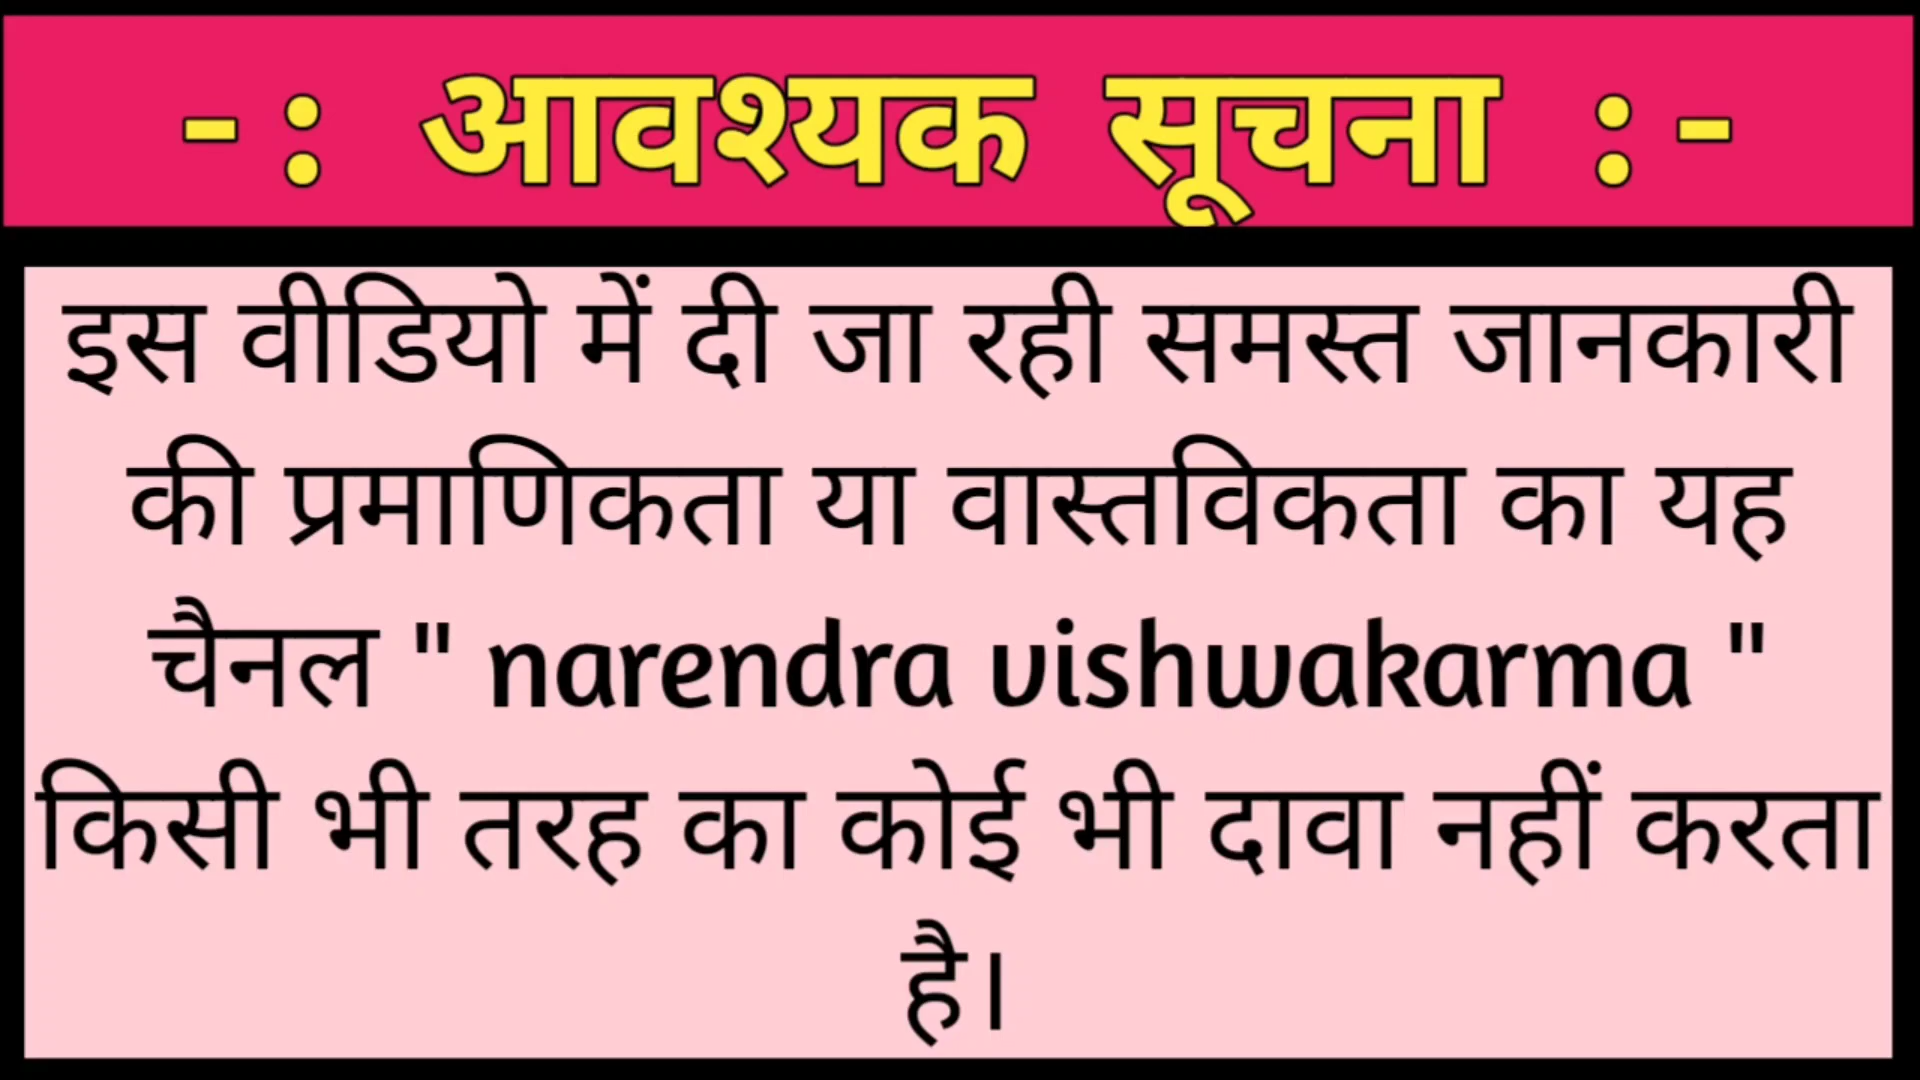 -: आवश्यक सूचना :-
इस वीडियो में दी जा रही समस्त जानकारी
की प्रमाणिकता या वास्तविकता का यह
चैनल " narendra vishwakarma "
किसी भी तरह का कोई भी दावा नहीं करता
है।